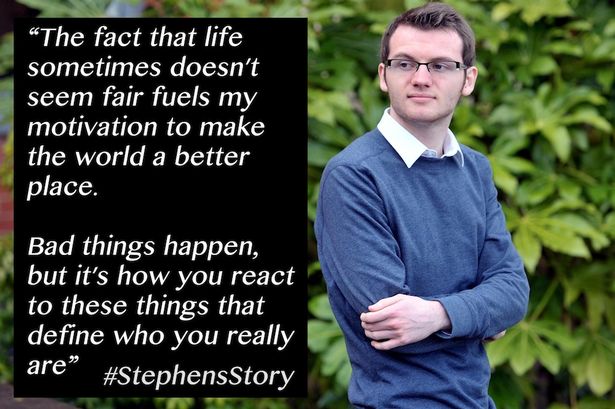 “The fact that life
sometimes doesn't
seem fair fuels my
motivation to make
the world a better
place.
Bad things happen,
but it's how you react
to these things that
define who you really
are”
#StephensStory